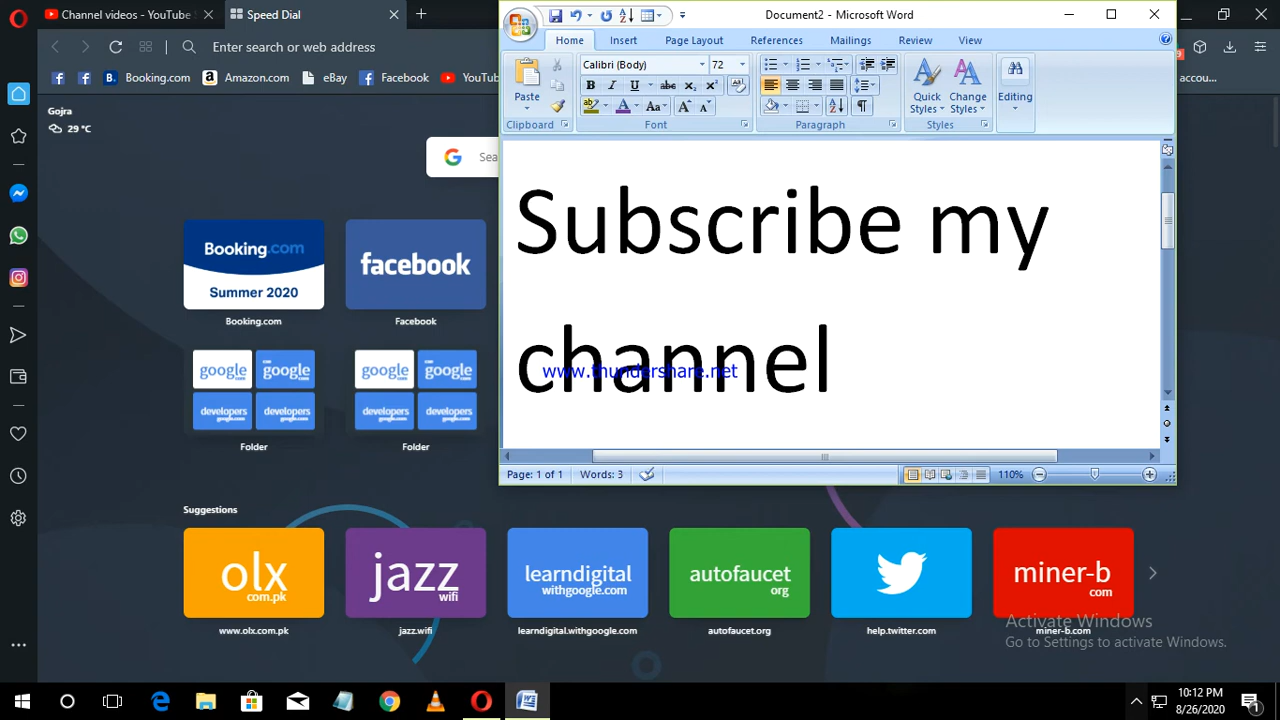 Channel videos - YouTube
Speed Dial
Document2 - Microsoft Word
Enter search or web address
Home
Insert
Page Layout
References
Mailings
Review
View
Booking.com
Amazon.com
eBay
Facebook
YouTub
accou...
Calibri (Body)
72
Paste
Quick Styles
Change Styles
Editing
Clipboard
Font
Paragraph
Styles
Gojra
29 °C
Sea
Subscribe my
channel
www.thundershare.net
Booking.com
Summer 2020
facebook
Booking.com
Facebook
google
google
google
google
developers
developers
developers
developers
Folder
Folder
Page: 1 of 1
Words: 3
110%
Suggestions
olx
com.pk
jazz
wifi
learndigital
withgoogle.com
autofaucet
org
miner-b
com
www.olx.com.pk
jazz.wifi
learndigital.withgoogle.com
autofaucet.org
help.twitter.com
miner-b.com
Activate Windows
Go to Settings to activate Windows.
10:12 PM
8/26/2020
1